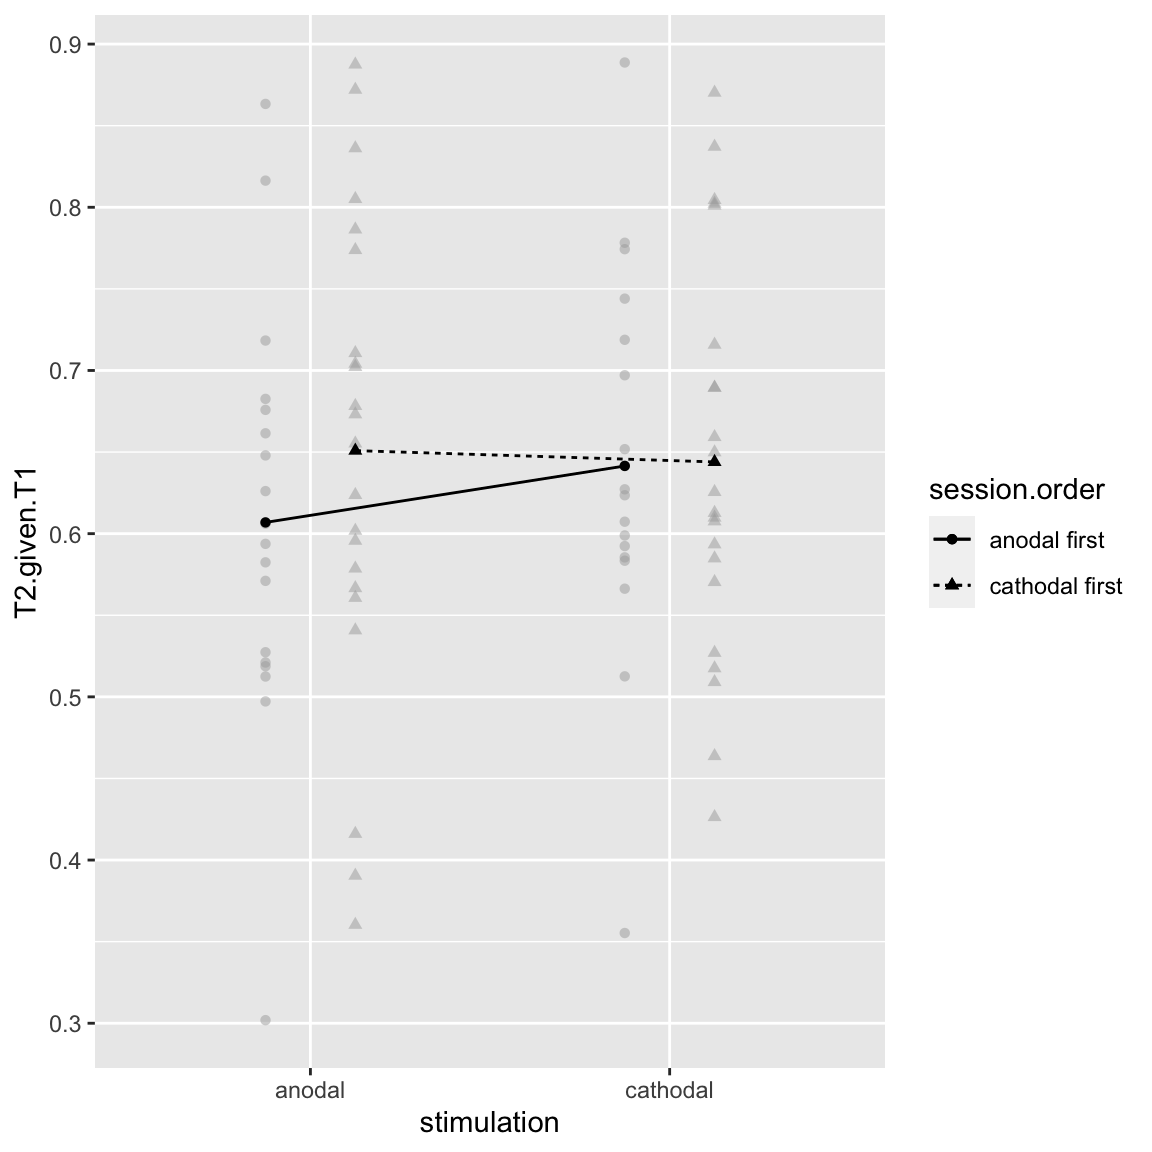 0.9
0.8
0.7
0.6
0.5
0.4
0.3
T2.given.T1
anodal
cathodal
stimulation
session.order
anodal first
cathodal first